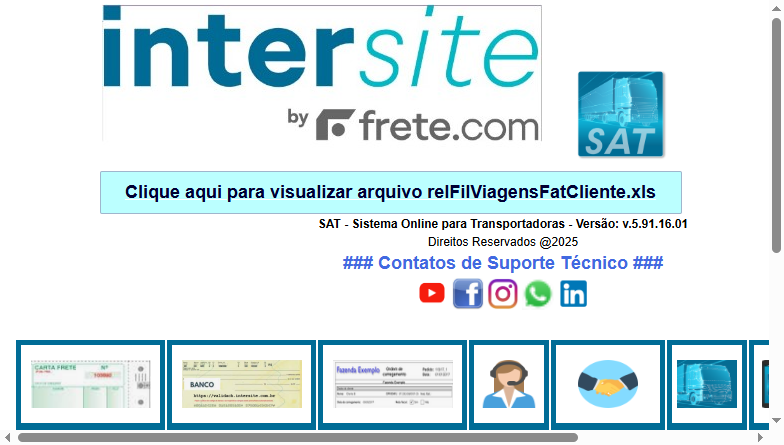 intersite
by frete.com
SAT
Clique aqui para visualizar arquivo relFilViagensFatCliente.xls
SAT - Sistema Online para Transportadoras - Versão: v.5.91.16.01
Direitos Reservados @2025
### Contatos de Suporte Técnico ###
CARTA FRETE Nº
BANCO
Fazenda Exemplo